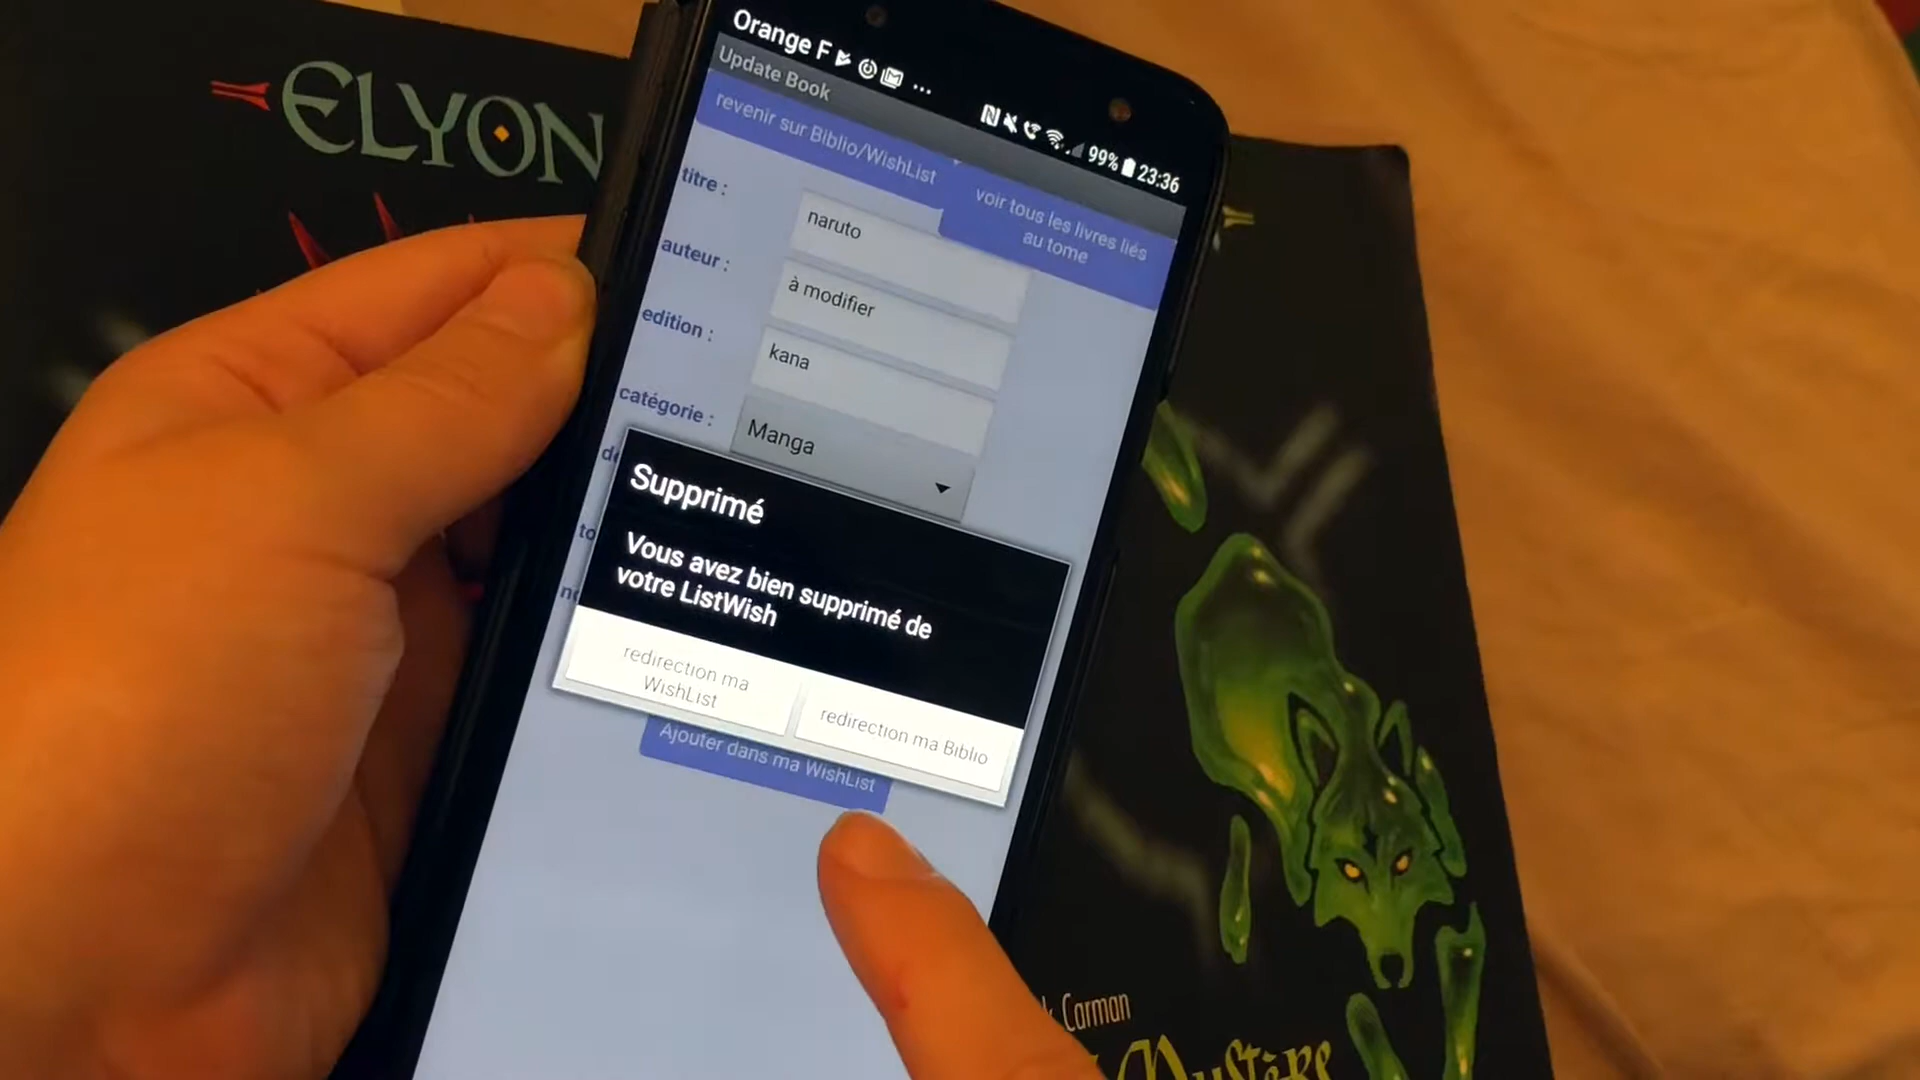 ELYON
Orange F ...
99% 23:36
Update Book
revenir sur Biblio/WishList
voir tous les livres liés
au tome
titre :
naruto
auteur :
à modifier
edition :
kana
catégorie :
Manga
Supprimé
Vous avez bien supprimé de
votre ListWish
redirection ma
WishList
redirection ma Biblio
Ajouter dans ma WishList
Carman